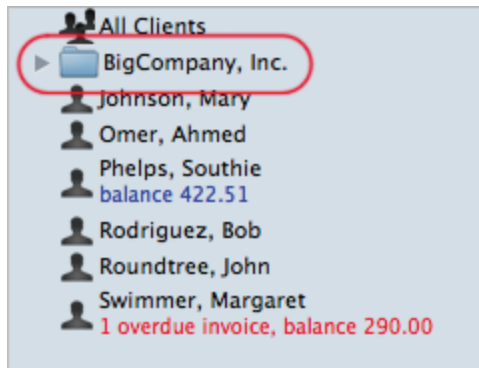 All Clients
BigCompany, Inc.
Johnson, Mary
Omer, Ahmed
Phelps, Southie
balance 422.51
Rodriguez, Bob
Roundtree, John
Swimmer, Margaret
1 overdue invoice, balance 290.00